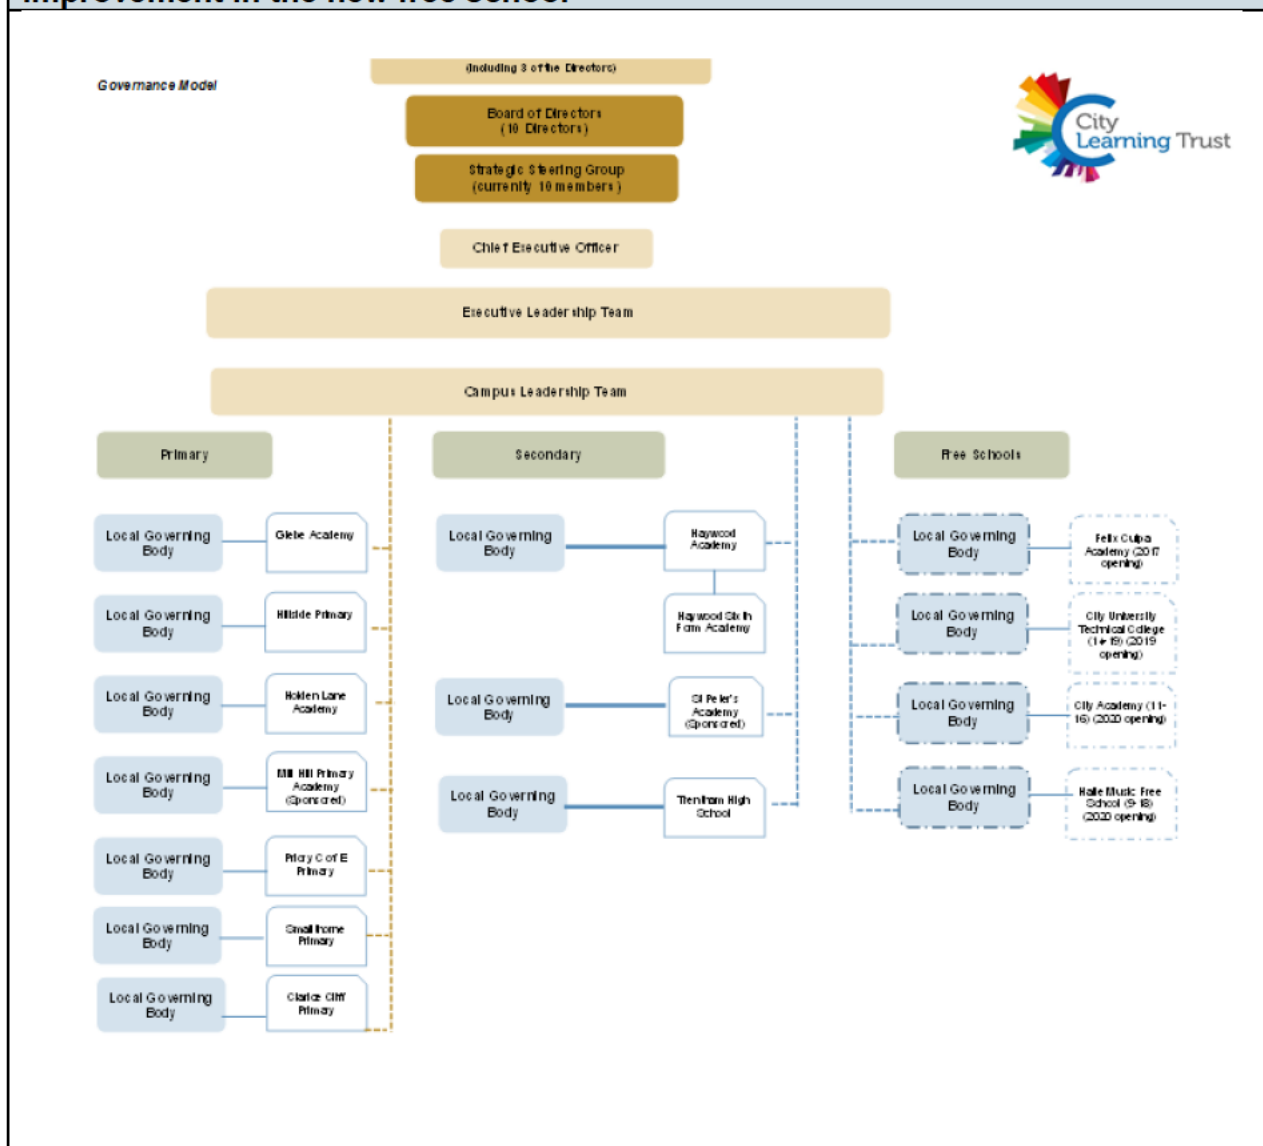 Improvement in the new free school
Governance Model
(Including 3 of the Directors)
Board of Directors
(10 Directors)
Strategic Steering Group
(currently 10 members)
City
Learning Trust
Chief Executive Officer
Executive Leadership Team
Campus Leadership Team
Primary
Secondary
Free Schools
Local Governing
Body
Glebe Academy
Local Governing
Body
Hillside Primary
Local Governing
Body
Holden Lane
Academy
Local Governing
Body
Mill Hill Primary
Academy
(Sponsored)
Local Governing
Body
Priory C of E
Primary
Local Governing
Body
Smallthorne
Primary
Local Governing
Body
Clarice Cliff
Primary
Local Governing
Body
Haywood
Academy
Haywood Sixth
Form Academy
Local Governing
Body
St Peter's
Academy
(Sponsored)
Local Governing
Body
Trentham High
School
Local Governing
Body
Felix Culpa
Academy (2017
opening)
Local Governing
Body
City University
Technical College
(14-19) (2019
opening)
Local Governing
Body
City Academy (11-
16) (2020 opening)
Local Governing
Body
Halle Music Free
School (9-18)
(2020 opening)